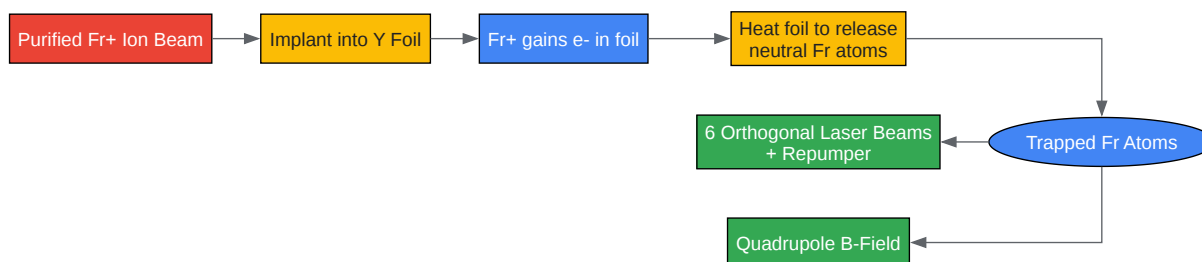 Purified Fr+ Ion Beam
Implant into Y Foil
Fr+ gains e- in foil
Heat foil to release
neutral Fr atoms
6 Orthogonal Laser Beams
+ Repumper
Trapped Fr Atoms
Quadrupole B-Field